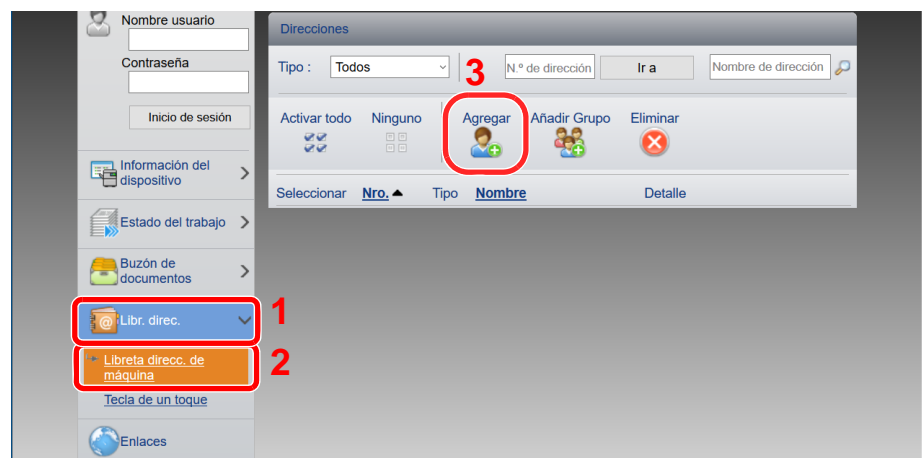 Nombre usuario
Contraseña
Inicio de sesión
Información del
dispositivo
Estado del trabajo
Buzón de
documentos
Libr. direc.
1
Libreta direcc. de
máquina
2
Tecla de un toque
Enlaces
Direcciones
Tipo : Todos
3
N.º de dirección Ir a Nombre de dirección
Activar todo Ninguno Agregar Añadir Grupo Eliminar
Seleccionar Nro. Tipo Nombre Detalle